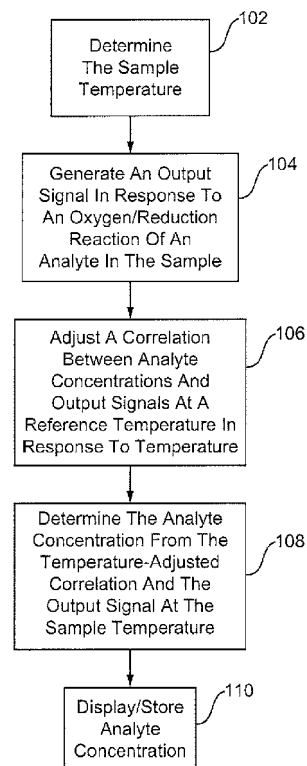 102
Determine
The Sample
Temperature
104
Generate An Output
Signal In Response To
An Oxygen/Reduction
Reaction Of An
Analyte In The Sample
106
Adjust A Correlation
Between Analyte
Concentrations And
Output Signals At A
Reference Temperature In
Response To Temperature
108
Determine The Analyte
Concentration From The
Temperature-Adjusted
Correlation And The
Output Signal At The
Sample Temperature
110
Display/Store
Analyte
Concentration